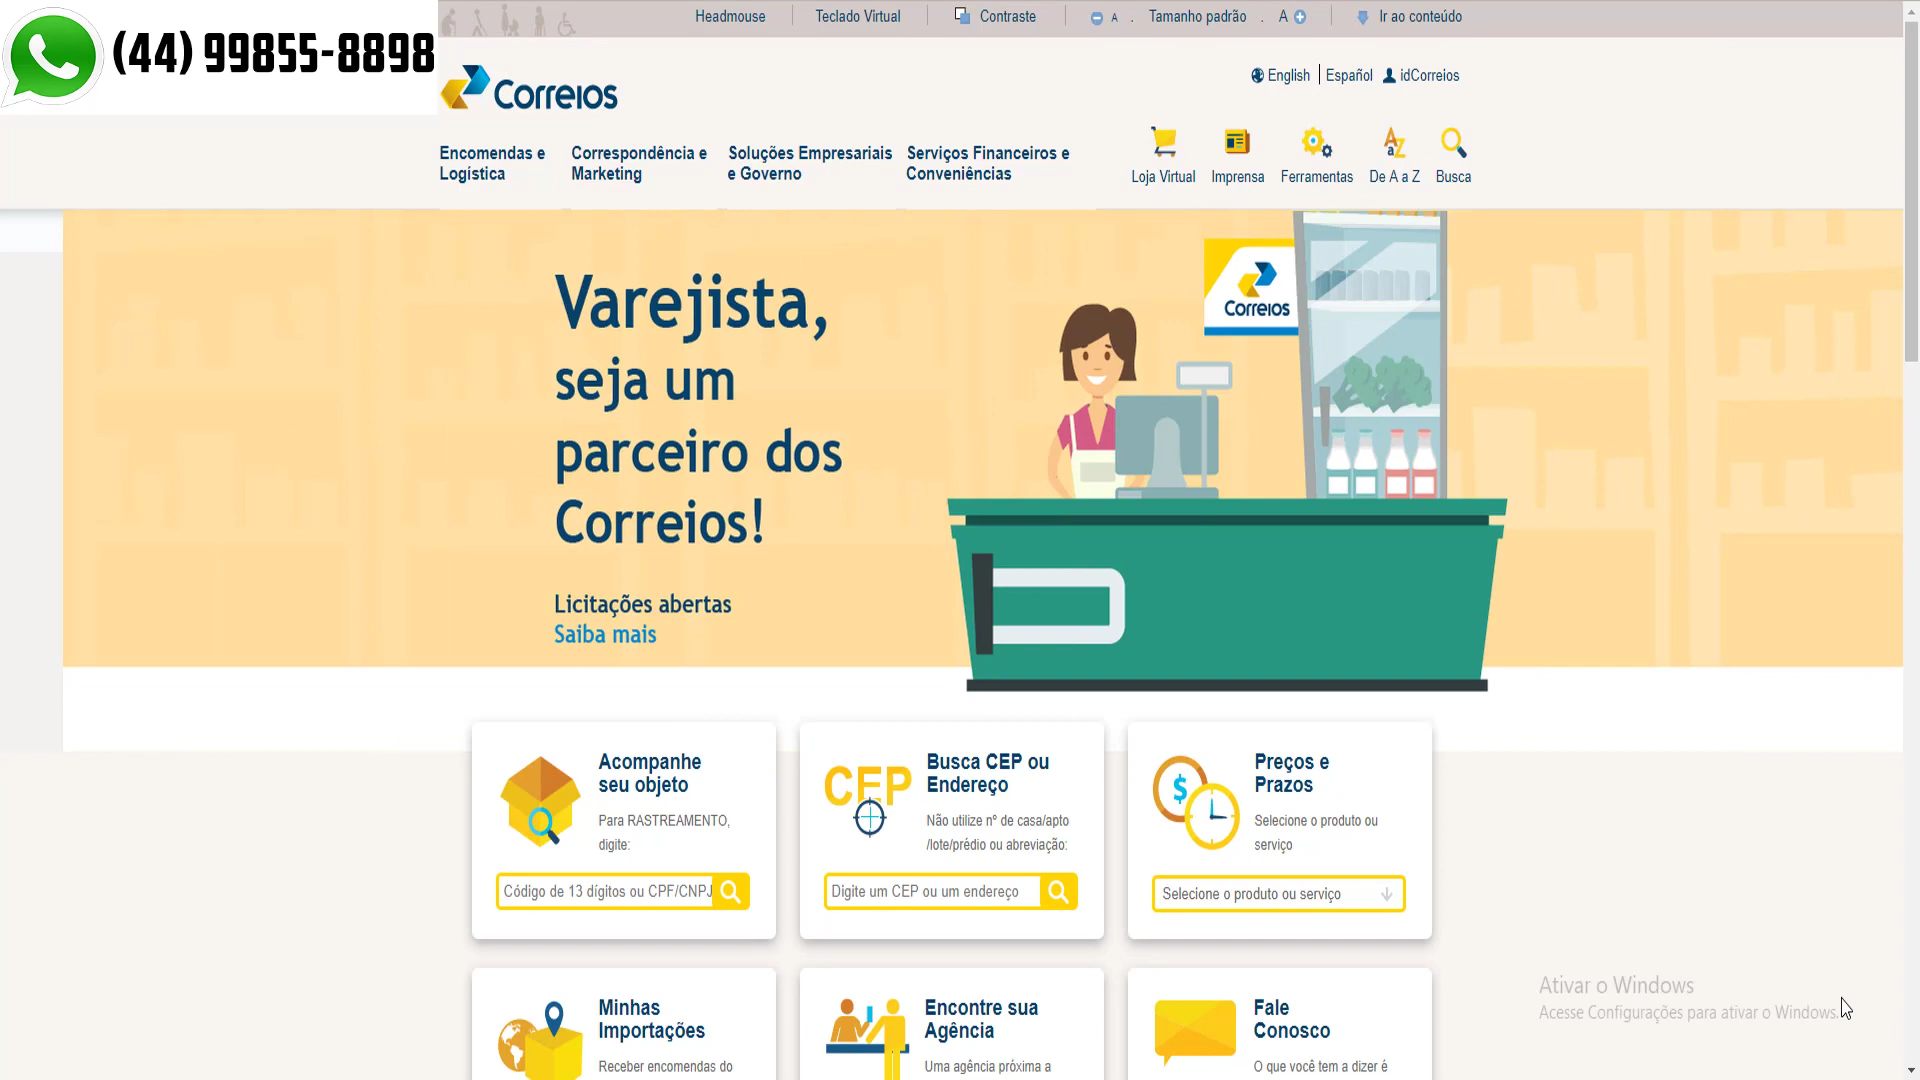 (44) 99855-8898
Headmouse
Teclado Virtual
Contraste
A . Tamanho padrão . A
Ir ao conteúdo
Correios
English
Español
idCorreios
Encomendas e
Logística
Correspondência e
Marketing
Soluções Empresariais
e Governo
Serviços Financeiros e
Conveniências
Loja Virtual
Imprensa
Ferramentas
AZ
De A a Z
Busca
Varejista,
seja um
parceiro dos
Correios!
Licitações abertas
Saiba mais
Correios
Acompanhe
seu objeto
Para RASTREAMENTO,
digite:
Código de 13 dígitos ou CPF/CNPJ
CEP
Busca CEP ou
Endereço
Não utilize nº de casa/apto
/lote/prédio ou abreviação:
Digite um CEP ou um endereço
$
Preços e
Prazos
Selecione o produto ou
serviço
Selecione o produto ou serviço
Minhas
Importações
Receber encomendas do
Encontre sua
Agência
Uma agência próxima a
Fale
Conosco
O que você tem a dizer é
Ativar o Windows
Acesse Configurações para ativar o Windows.